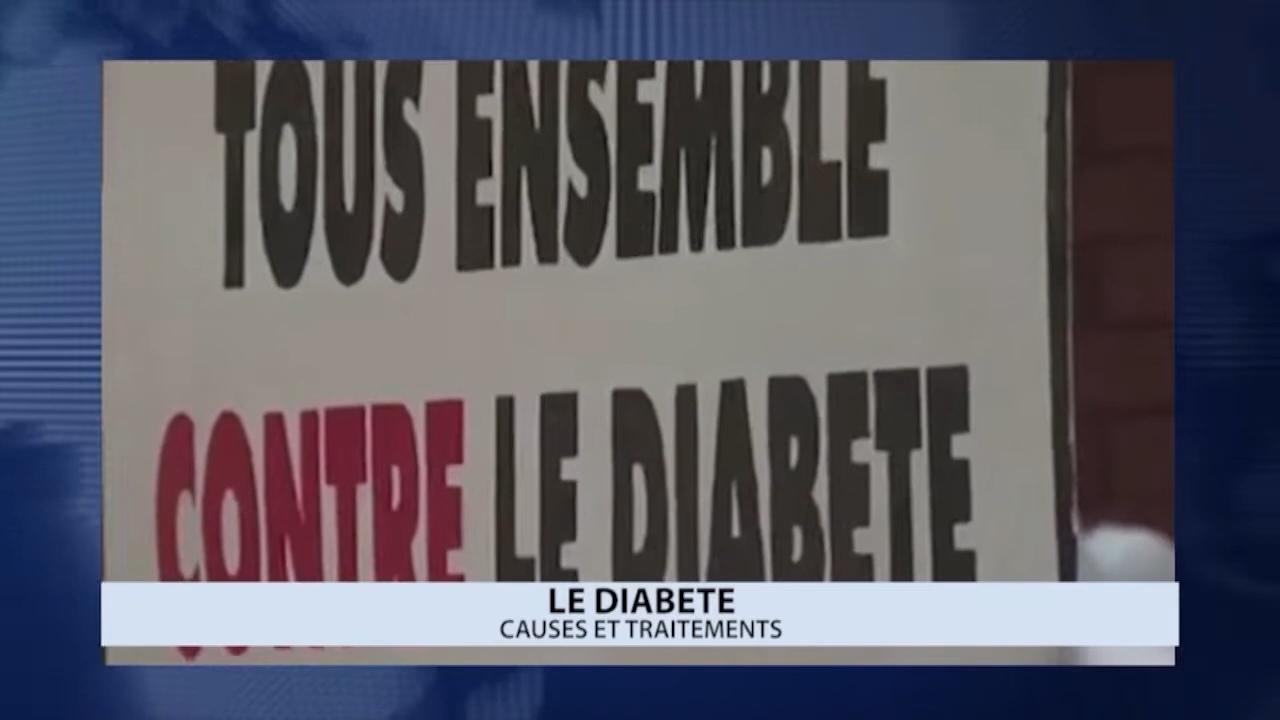 TOUS ENSEMBLE
CONTRE LE DIABETE
LE DIABETE
CAUSES ET TRAITEMENTS